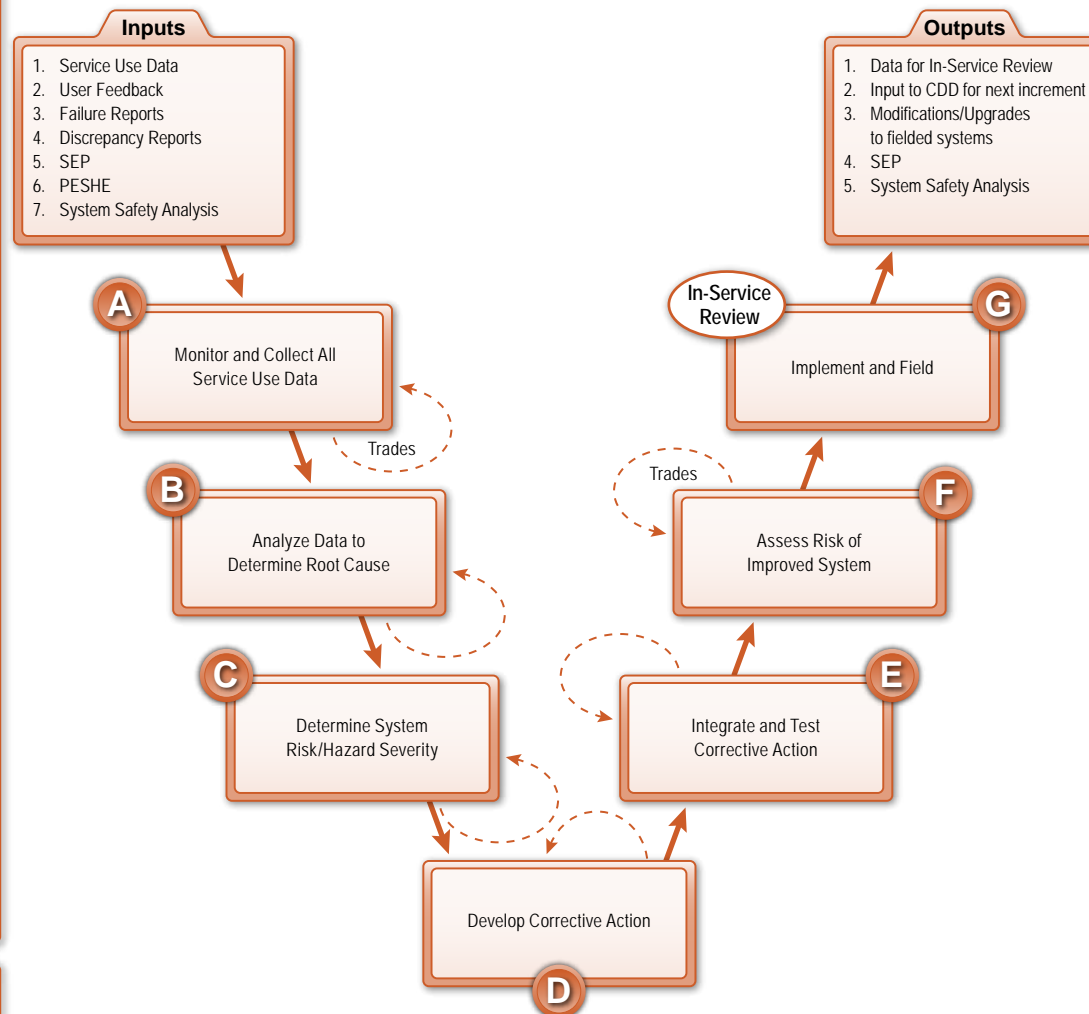 Inputs
1. Service Use Data
2. User Feedback
3. Failure Reports
4. Discrepancy Reports
5. SEP
6. PESHE
7. System Safety Analysis
Outputs
1. Data for In-Service Review
2. Input to CDD for next increment
3. Modifications/Upgrades
to fielded systems
4. SEP
5. System Safety Analysis
A
Monitor and Collect All
Service Use Data
Trades
B
Analyze Data to
Determine Root Cause
C
Determine System
Risk/Hazard Severity
Develop Corrective Action
D
E
Integrate and Test
Corrective Action
F
Trades
Assess Risk of
Improved System
In-Service
Review
G
Implement and Field